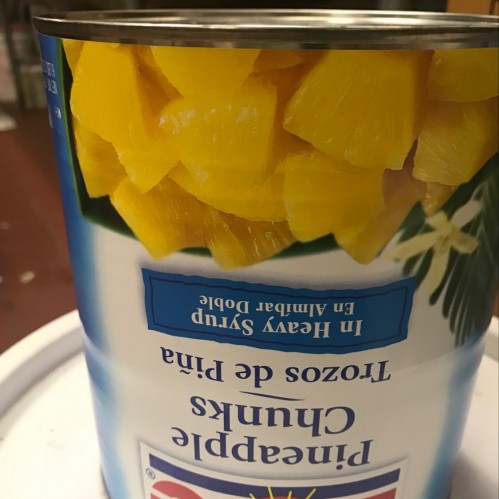 ®
Pineapple
Chunks
Trozos de Piña
In Heavy Syrup
En Almíbar Doble